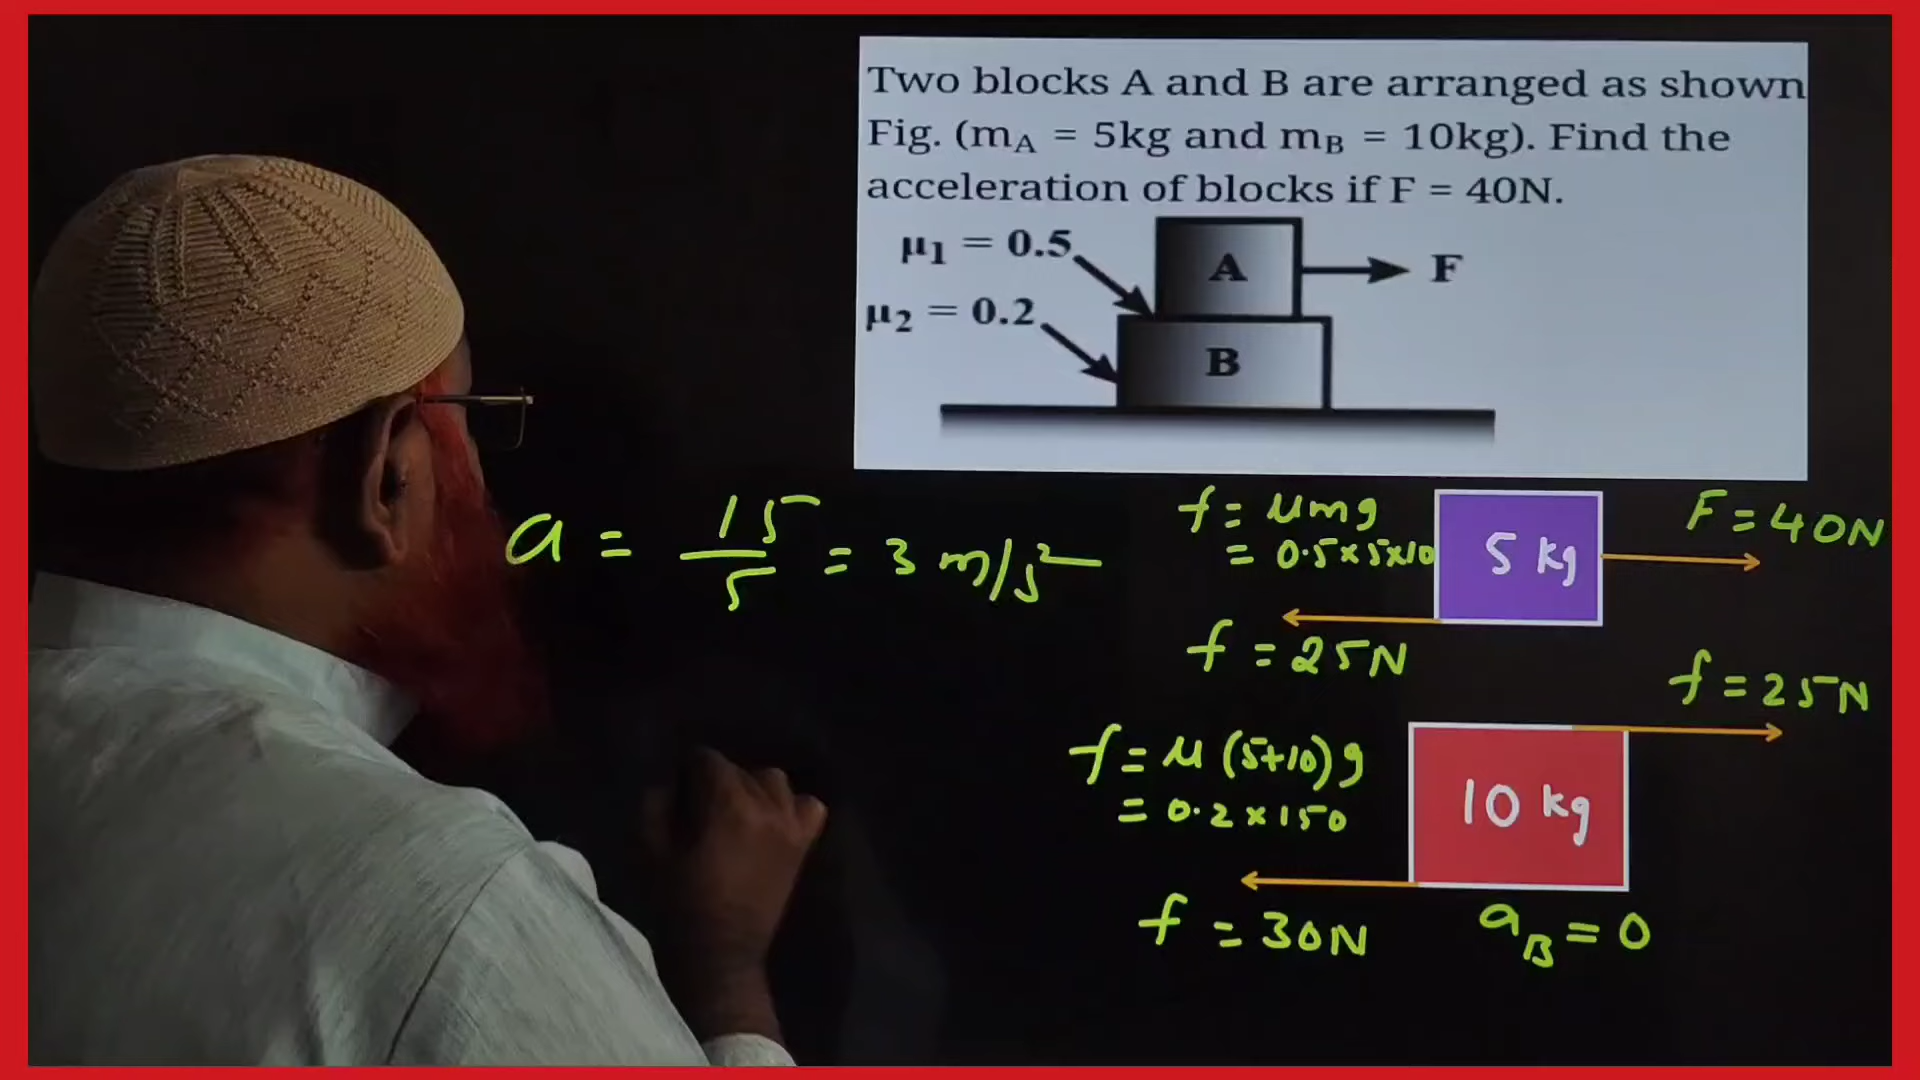 Two blocks A and B are arranged as shown
Fig. (mA = 5kg and mB = 10kg). Find the
acceleration of blocks if F = 40N.
μ1 = 0.5
μ2 = 0.2
A
F
B
a = 15/5 = 3 m/s²
f = μmg
= 0.5×5×10
5 kg
F = 40N
f = 25N
f = 25N
f = μ(5+10)g
= 0.2×150
10 kg
f = 30N
aB = 0